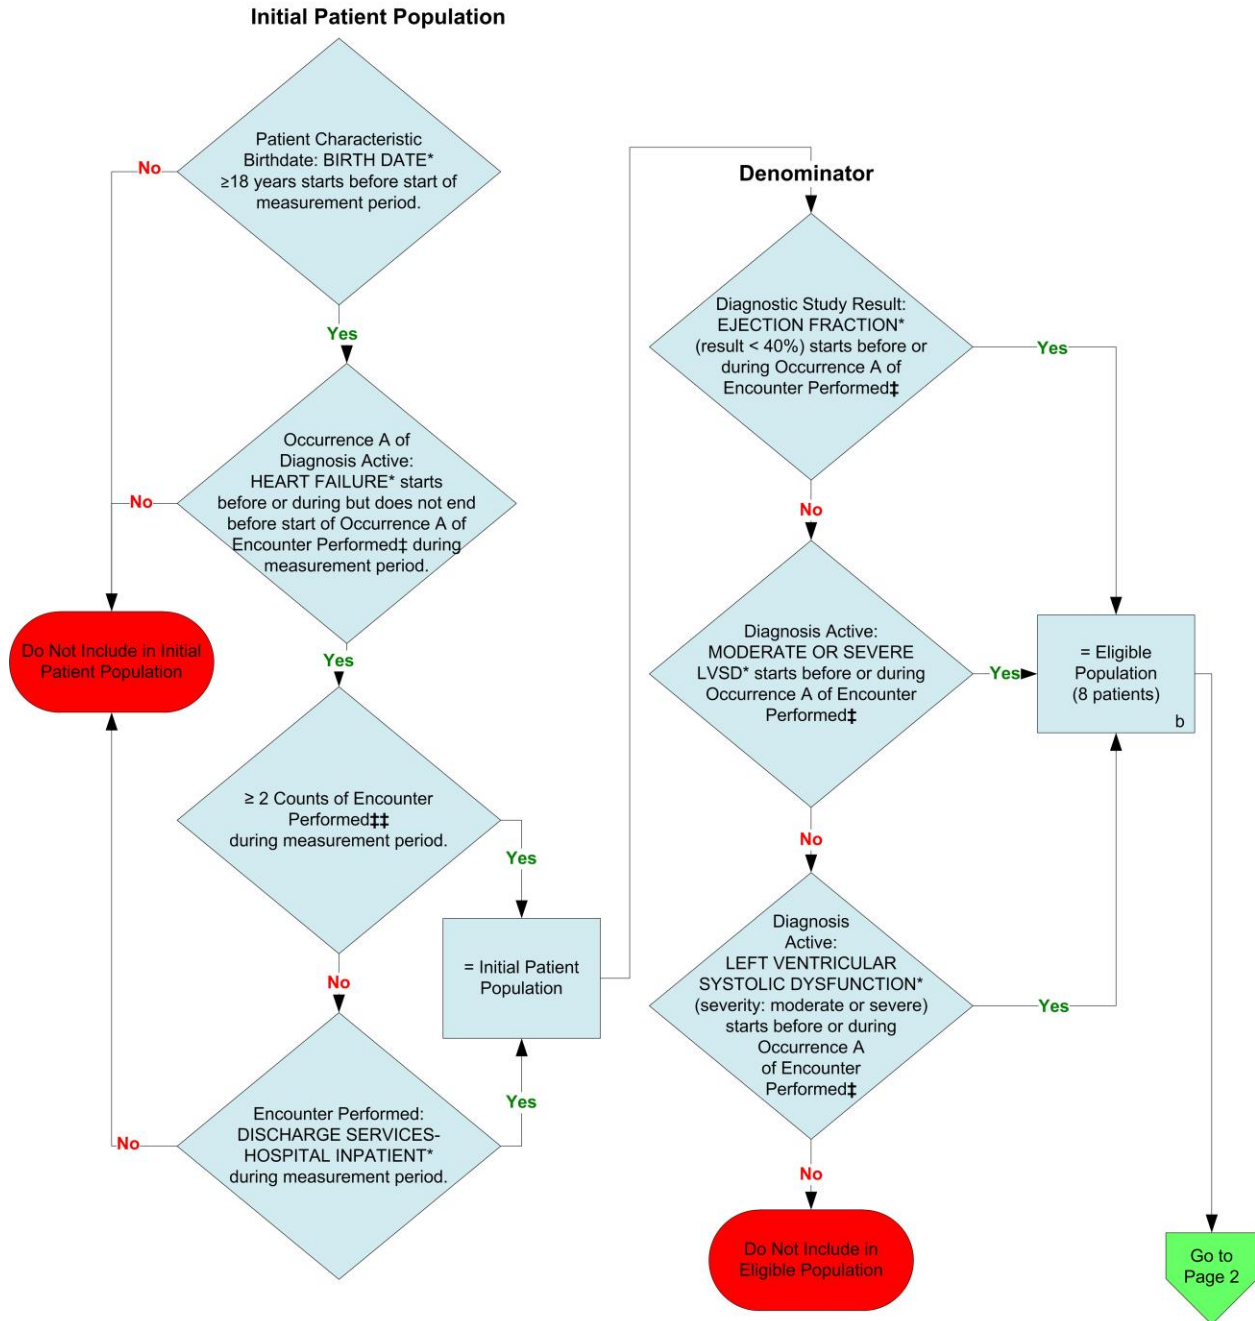 Initial Patient Population
Patient Characteristic
Birthdate: BIRTH DATE*
≥18 years starts before start of
measurement period.
No
Yes
Occurrence A of
Diagnosis Active:
HEART FAILURE* starts
before or during but does not end
before start of Occurrence A of
Encounter Performed‡ during
measurement period.
No
Do Not Include in Initial
Patient Population
Yes
≥ 2 Counts of Encounter
Performed‡‡
during measurement period.
Yes
No
= Initial Patient
Population
Encounter Performed:
DISCHARGE SERVICES-
HOSPITAL INPATIENT*
during measurement period.
No
Yes
Denominator
Diagnostic Study Result:
EJECTION FRACTION*
(result < 40%) starts before or
during Occurrence A of
Encounter Performed‡
Yes
No
Diagnosis Active:
MODERATE OR SEVERE
LVSD* starts before or during
Occurrence A of Encounter
Performed‡
Yes
= Eligible
Population
(8 patients)
b
No
Diagnosis
Active:
LEFT VENTRICULAR
SYSTOLIC DYSFUNCTION*
(severity: moderate or severe)
starts before or during
Occurrence A
of Encounter
Performed‡
Yes
No
Do Not Include in
Eligible Population
Go to
Page 2